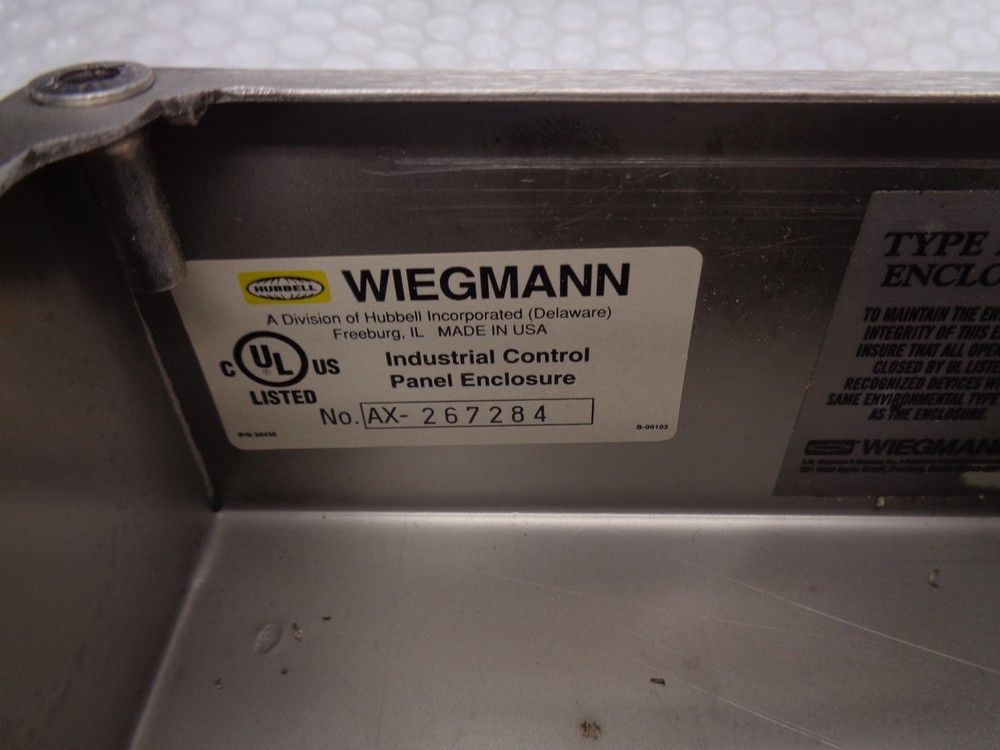 HUBBELL WIEGMANN
A Division of Hubbell Incorporated (Delaware)
Freeburg, IL MADE IN USA
Industrial Control
Panel Enclosure
C UL US
®
LISTED
No. AX- 267284
B-00102
TYPE
ENCLO
TO MAINTAIN THE EN
INTEGRITY OF THIS
INSURE THAT ALL OPE
CLOSED BY UL LISTE
RECOGNIZED DEVICES
SAME ENVIRONMENTAL TYPE
AS THE ENCLOSURE.
WIEGMAN